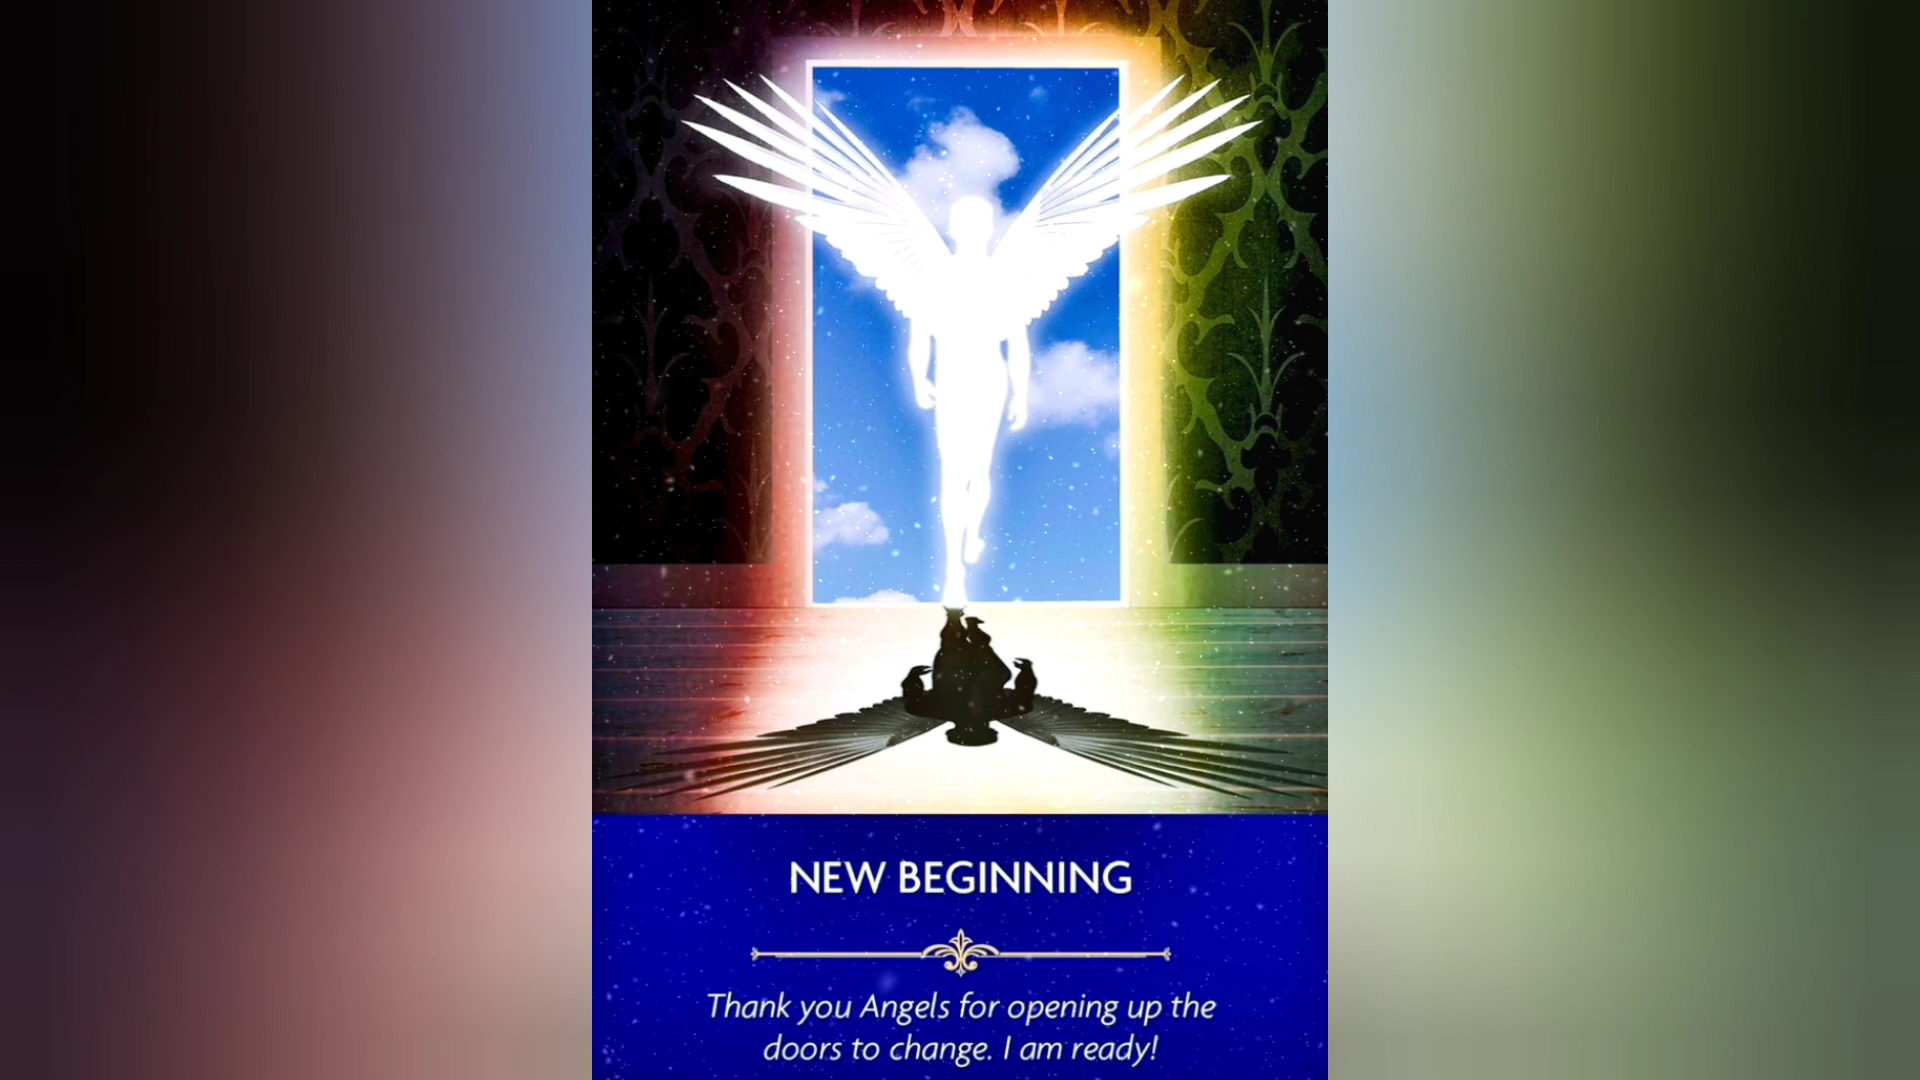 NEW BEGINNING
Thank you Angels for opening up the
doors to change. I am ready!